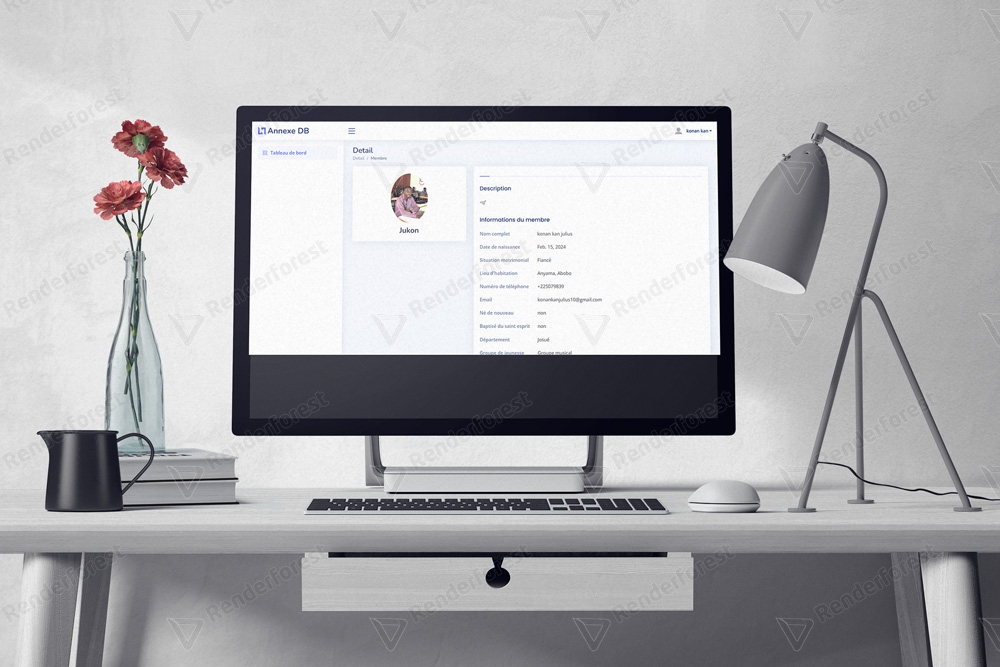 Annexe DB
konan kan
Tableau de bord
Detail
Detail / Membre
Jukon
Description
Informations du membre
Nom complet konan kan julius
Date de naissance Feb. 15, 2024
Situation matrimonial Fiancé
Lieu d'habitation Anyama, Abobo
Numéro de téléphone +225079839
Email konankanjulius10@gmail.com
Né de nouveau non
Baptisé du saint esprit non
Département Josué
Groupe de jeunesse Groupe musical
Renderforest